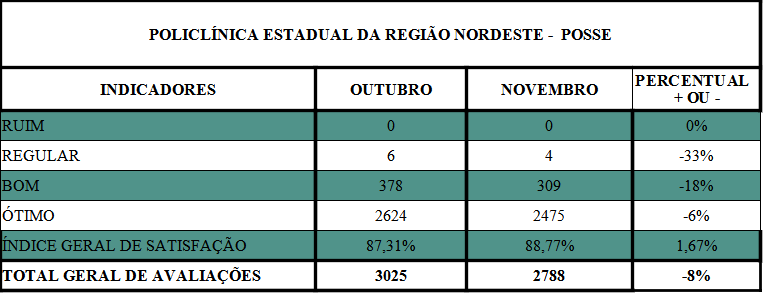 POLICLÍNICA ESTADUAL DA REGIÃO NORDESTE - POSSE
INDICADORES OUTUBRO NOVEMBRO PERCENTUAL + OU -
RUIM 0 0 0%
REGULAR 6 4 -33%
BOM 378 309 -18%
ÓTIMO 2624 2475 -6%
ÍNDICE GERAL DE SATISFAÇÃO 87,31% 88,77% 1,67%
TOTAL GERAL DE AVALIAÇÕES 3025 2788 -8%